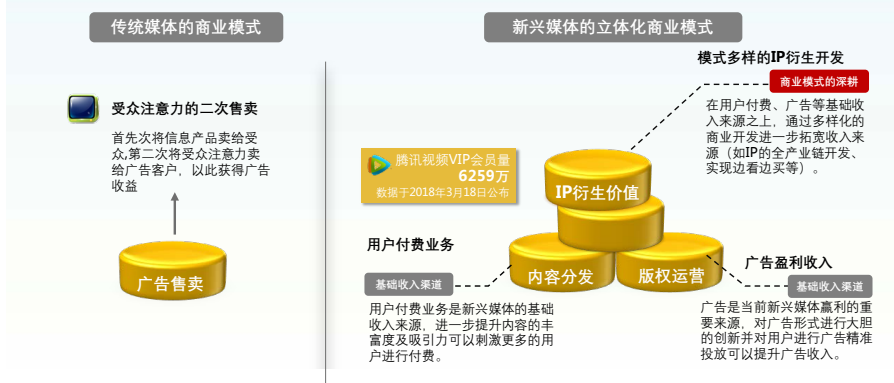 传统媒体的商业模式
受众注意力的二次售卖
首先次将信息产品卖给受
众,第二次将受众注意力卖
给广告客户，以此获得广告
收益
广告售卖
新兴媒体的立体化商业模式
模式多样的IP衍生开发
商业模式的深耕
在用户付费、广告等基础收
入来源之上，通过多样化的
商业开发进一步拓宽收入来
源（如IP的全产业链开发、
实现边看边买等）。
腾讯视频VIP会员量
6259万
数据于2018年3月18日公布
IP衍生价值
内容分发
版权运营
用户付费业务
基础收入渠道
用户付费业务是新兴媒体的基础
收入来源，进一步提升内容的丰
富度及吸引力可以刺激更多的用
户进行付费。
广告盈利收入
基础收入渠道
广告是当前新兴媒体赢利的重
要来源，对广告形式进行大胆
的创新并对用户进行广告精准
投放可以提升广告收入。